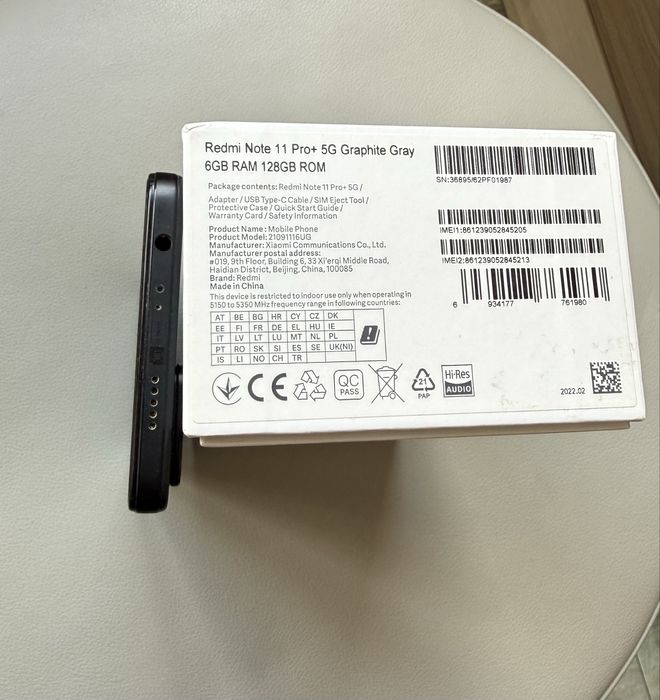 Redmi Note 11 Pro+ 5G Graphite Gray
6GB RAM 128GB ROM
Package contents: Redmi Note 11 Pro+ 5G /
Adapter / USB Type-C Cable / SIM Eject Tool /
Protective Case / Quick Start Guide /
Warranty Card / Safety Information
Product Name: Mobile Phone
Product Model: 21091116UG
Manufacturer: Xiaomi Communications Co., Ltd.
Manufacturer postal address:
#019, 9th Floor, Building 6, 33 Xi'erqi Middle Road,
Haidian District, Beijing, China, 100085
Brand: Redmi
Made in China
This device is restricted to indoor use only when operating in
5150 to 5350 MHz frequency range in following countries:
AT BE BG HR CY CZ DK
EE FI FR DE EL HU IE
IT LV LT LU MT NL PL
PT RO SK SI ES SE UK(NI)
IS LI NO CH TR
CE
QC
PASS
21
PAP
Hi-Res
AUDIO
SN:36895/62PF01987
IMEI1:861239052845205
IMEI2:861239052845213
6 934177 761980
2022.02